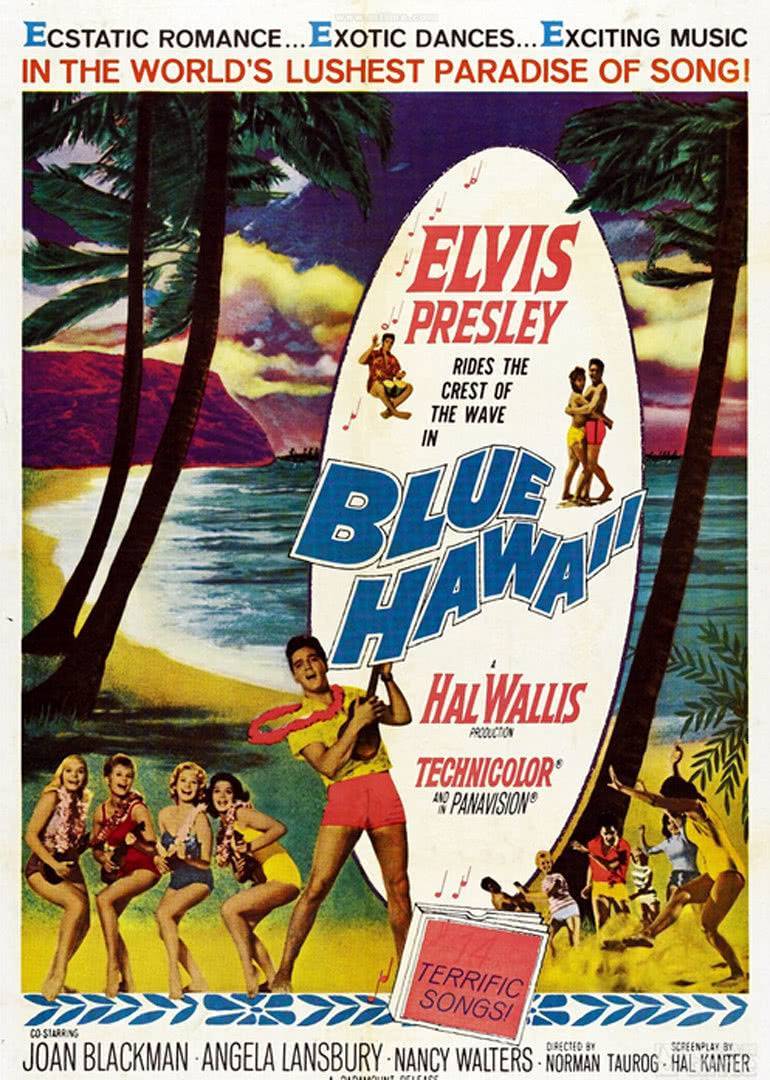 ECSTATIC ROMANCE...EXOTIC DANCES...EXCITING MUSIC
IN THE WORLD'S LUSHEST PARADISE OF SONG!
ELVIS
PRESLEY
RIDES THE
CREST OF
THE WAVE
IN
BLUE
HAWAII
A
HAL WALLIS
PRODUCTION
TECHNICOLOR®
AND IN PANAVISION®
14
TERRIFIC
SONGS!
CO-STARRING
JOAN BLACKMAN · ANGELA LANSBURY · NANCY WALTERS · DIRECTED BY NORMAN TAUROG · SCREENPLAY BY HAL KANTER
A PARAMOUNT RELEASE